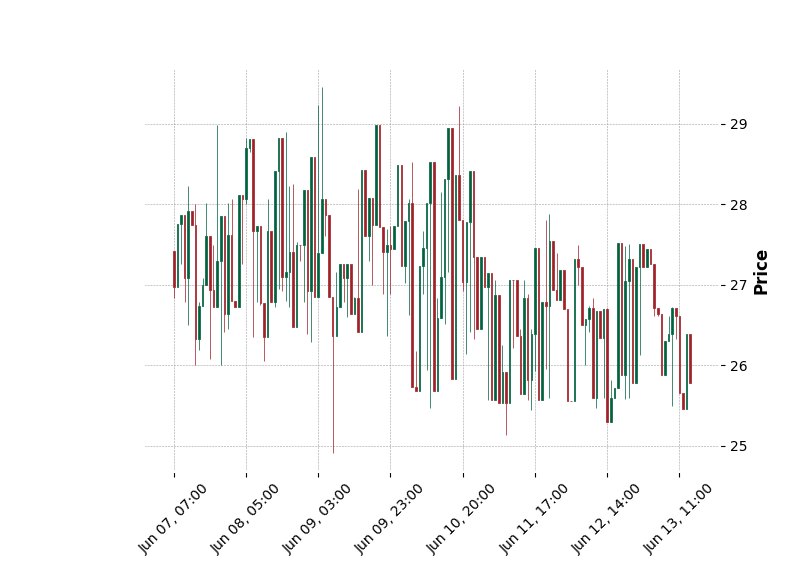 29
28
27
26
25
Price
Jun 07, 07:00
Jun 08, 05:00
Jun 09, 03:00
Jun 09, 23:00
Jun 10, 20:00
Jun 11, 17:00
Jun 12, 14:00
Jun 13, 11:00